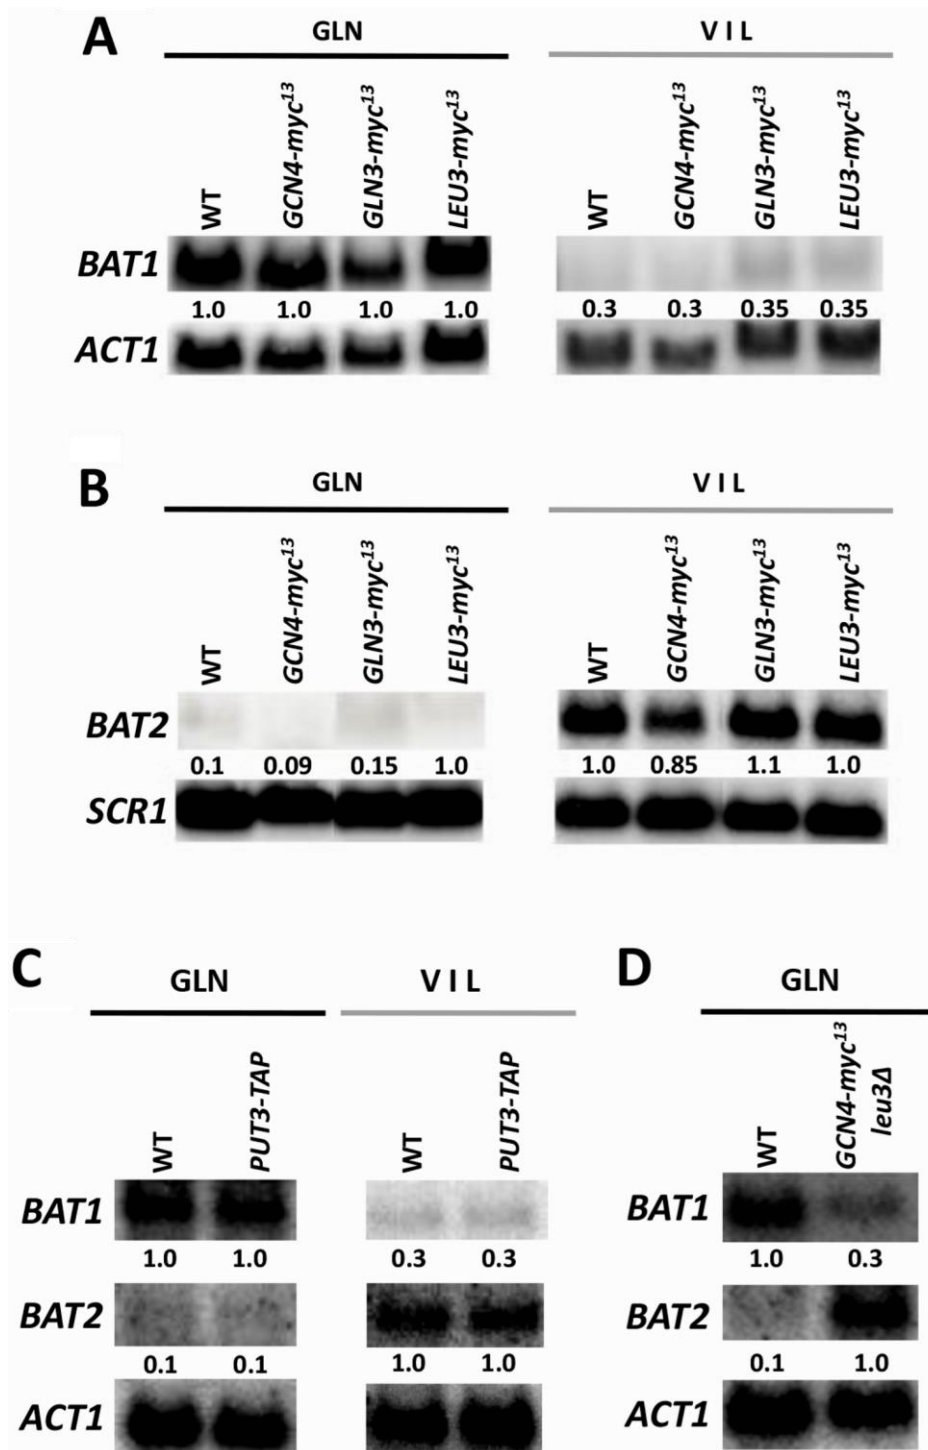 A
GLN
V I L
WT
GCN4-myc¹³
GLN3-myc¹³
LEU3-myc¹³
WT
GCN4-myc¹³
GLN3-myc¹³
LEU3-myc¹³
BAT1
1.0 1.0 1.0 1.0 0.3 0.3 0.35 0.35
ACT1
B
GLN
V I L
WT
GCN4-myc¹³
GLN3-myc¹³
LEU3-myc¹³
WT
GCN4-myc¹³
GLN3-myc¹³
LEU3-myc¹³
BAT2
0.1 0.09 0.15 1.0 1.0 0.85 1.1 1.0
SCR1
C
GLN
V I L
WT
PUT3-TAP
WT
PUT3-TAP
BAT1
1.0 1.0 0.3 0.3
BAT2
0.1 0.1 1.0 1.0
ACT1
D
GLN
WT
GCN4-myc¹³
leu3Δ
BAT1
1.0 0.3
BAT2
0.1 1.0
ACT1